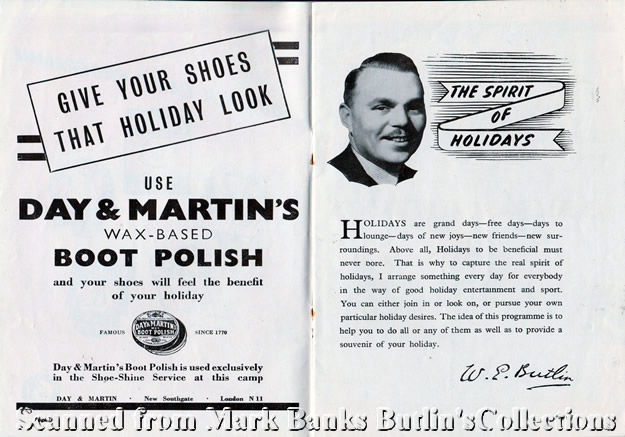 GIVE YOUR SHOES
THAT HOLIDAY LOOK
USE
DAY & MARTIN'S
WAX-BASED
BOOT POLISH
and your shoes will feel the benefit
of your holiday
FAMOUS
DAY & MARTIN'S
BOOT POLISH
SINCE 1770
Day & Martin's Boot Polish is used exclusively
in the Shoe-Shine Service at this camp
DAY & MARTIN · New Southgate · London N 11
THE SPIRIT
OF
HOLIDAYS
HOLIDAYS are grand days—free days—days to
lounge—days of new joys—new friends—new sur-
roundings. Above all, Holidays to be beneficial must
never bore. That is why to capture the real spirit of
holidays, I arrange something every day for everybody
in the way of good holiday entertainment and sport.
You can either join in or look on, or pursue your own
particular holiday desires. The idea of this programme is to
help you to do all or any of them as well as to provide a
souvenir of your holiday.
W. E. Butlin
Scanned from Mark Banks Butlin'sCollections